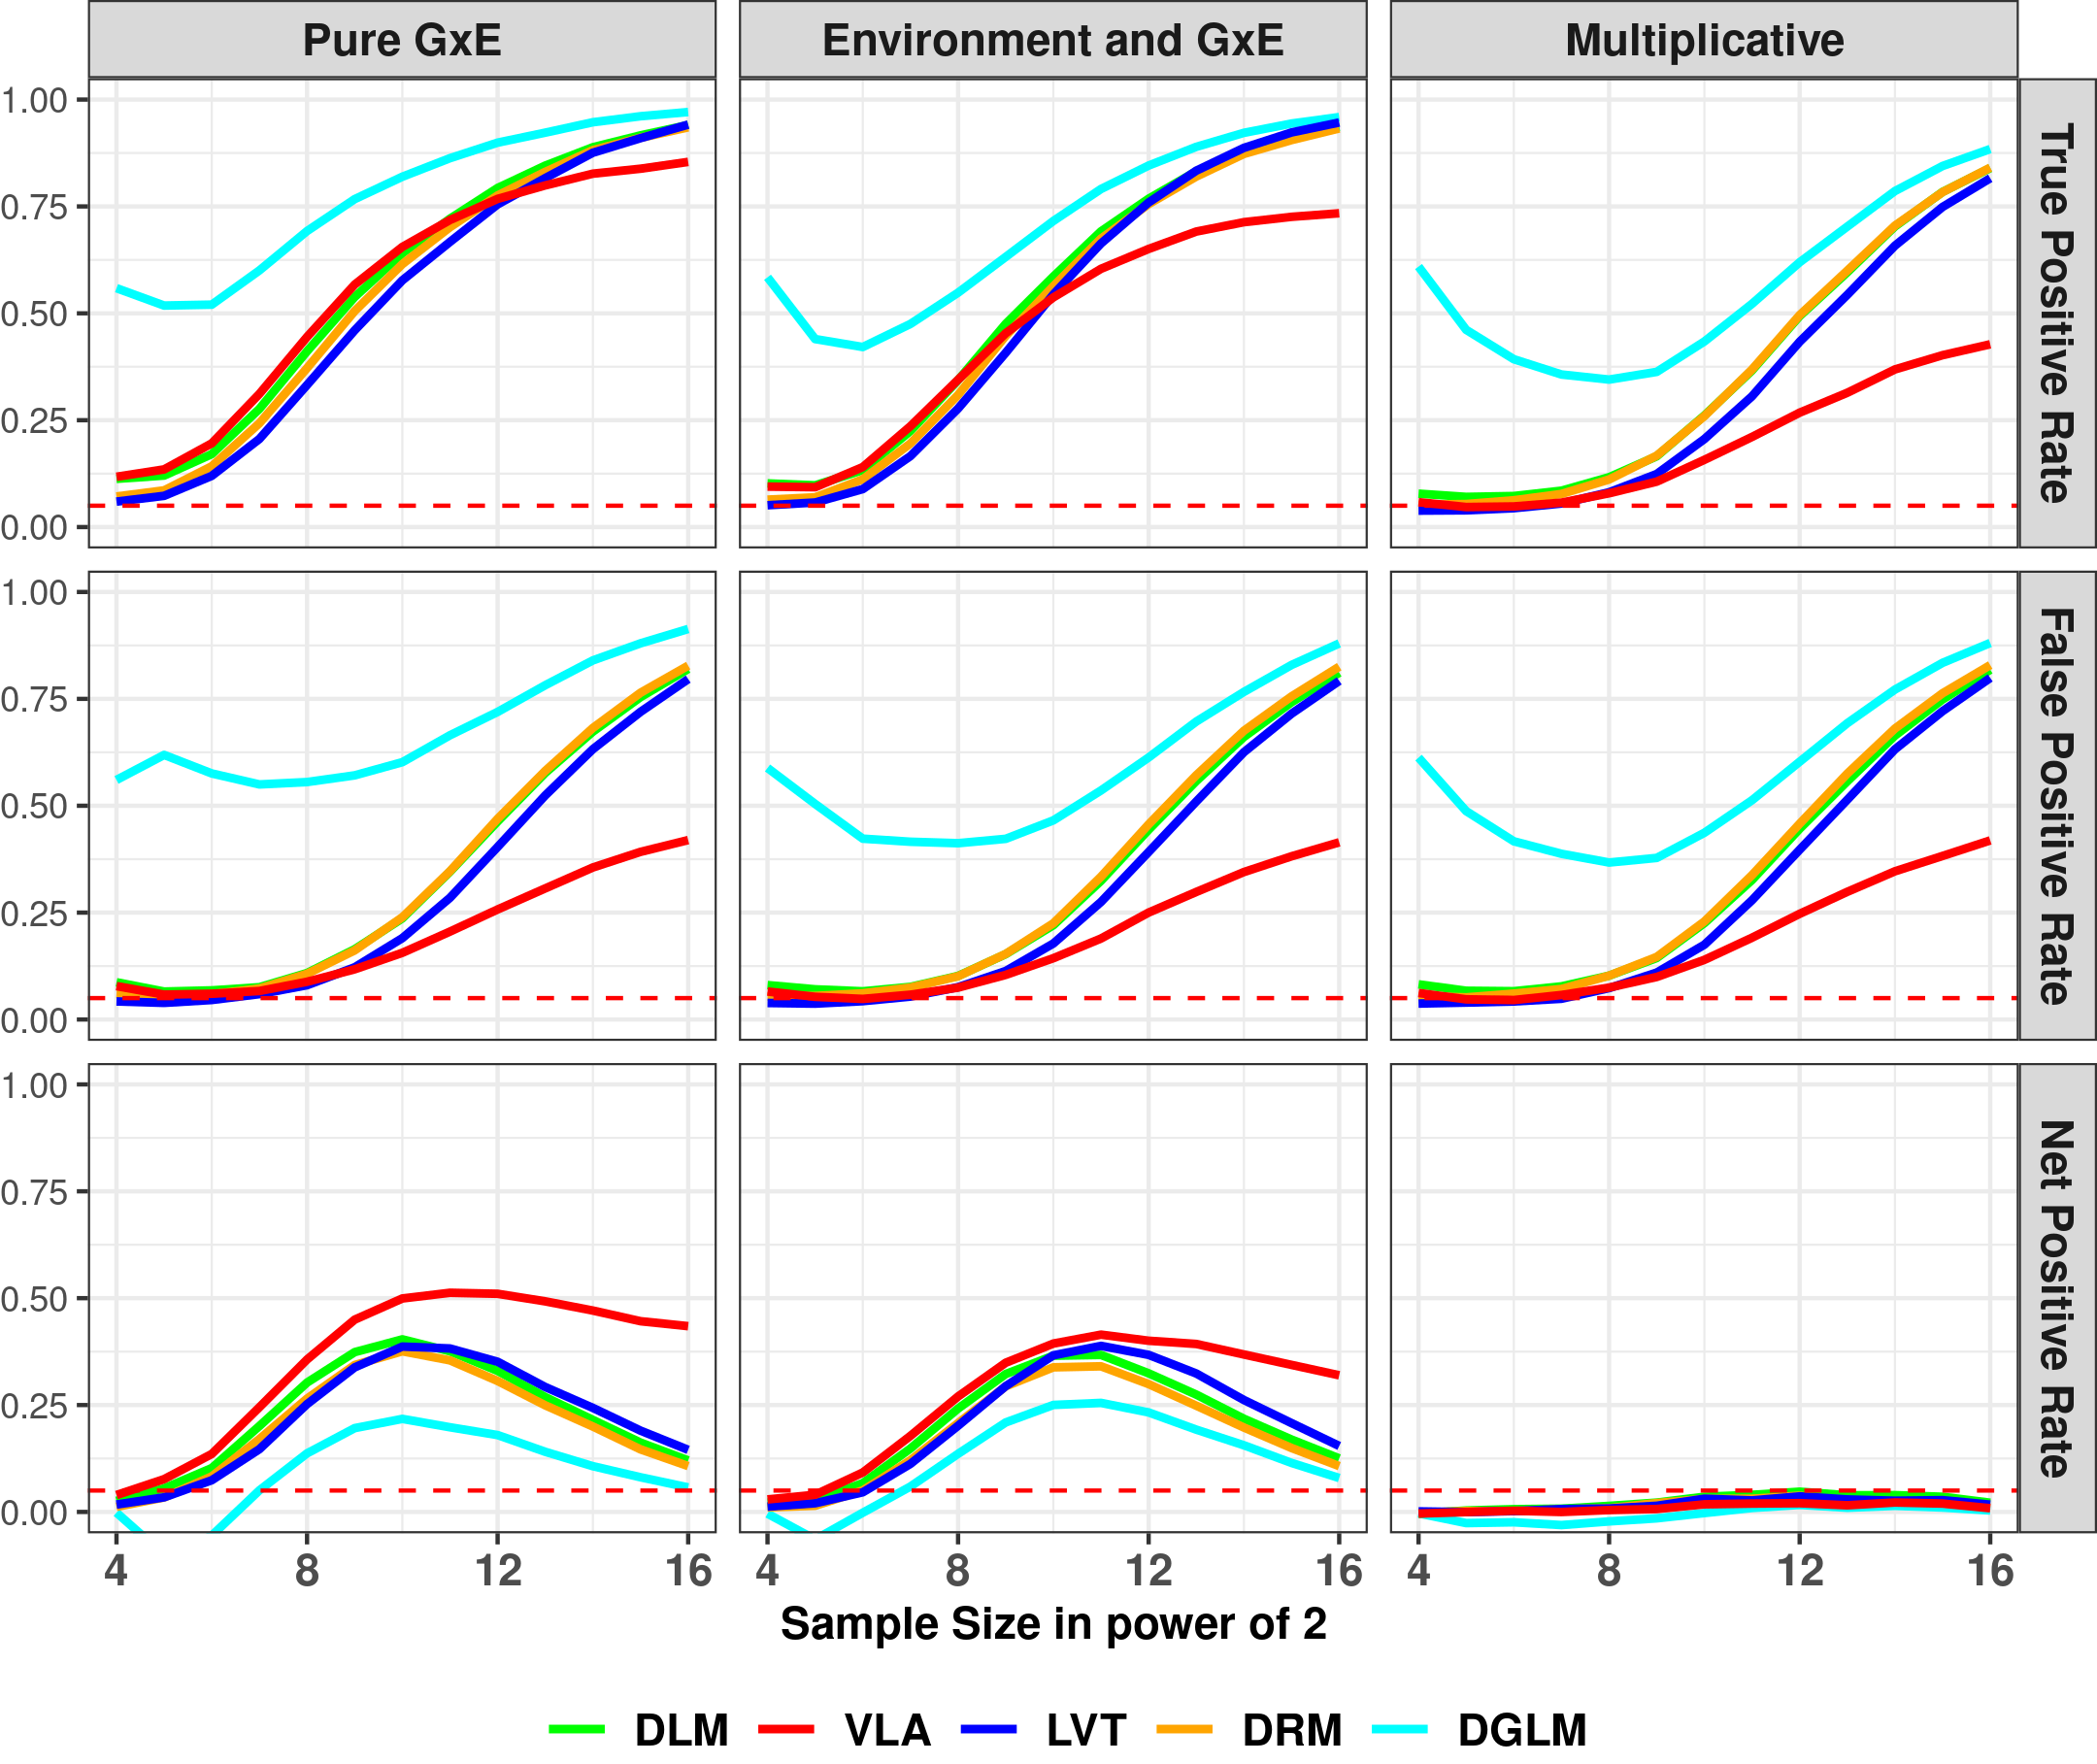 Pure GxE
Environment and GxE
Multiplicative
1.00
0.75
0.50
0.25
0.00
True Positive Rate
1.00
0.75
0.50
0.25
0.00
False Positive Rate
1.00
0.75
0.50
0.25
0.00
Net Positive Rate
4 8 12 16
4 8 12 16
4 8 12 16
Sample Size in power of 2
DLM VLA LVT DRM DGLM